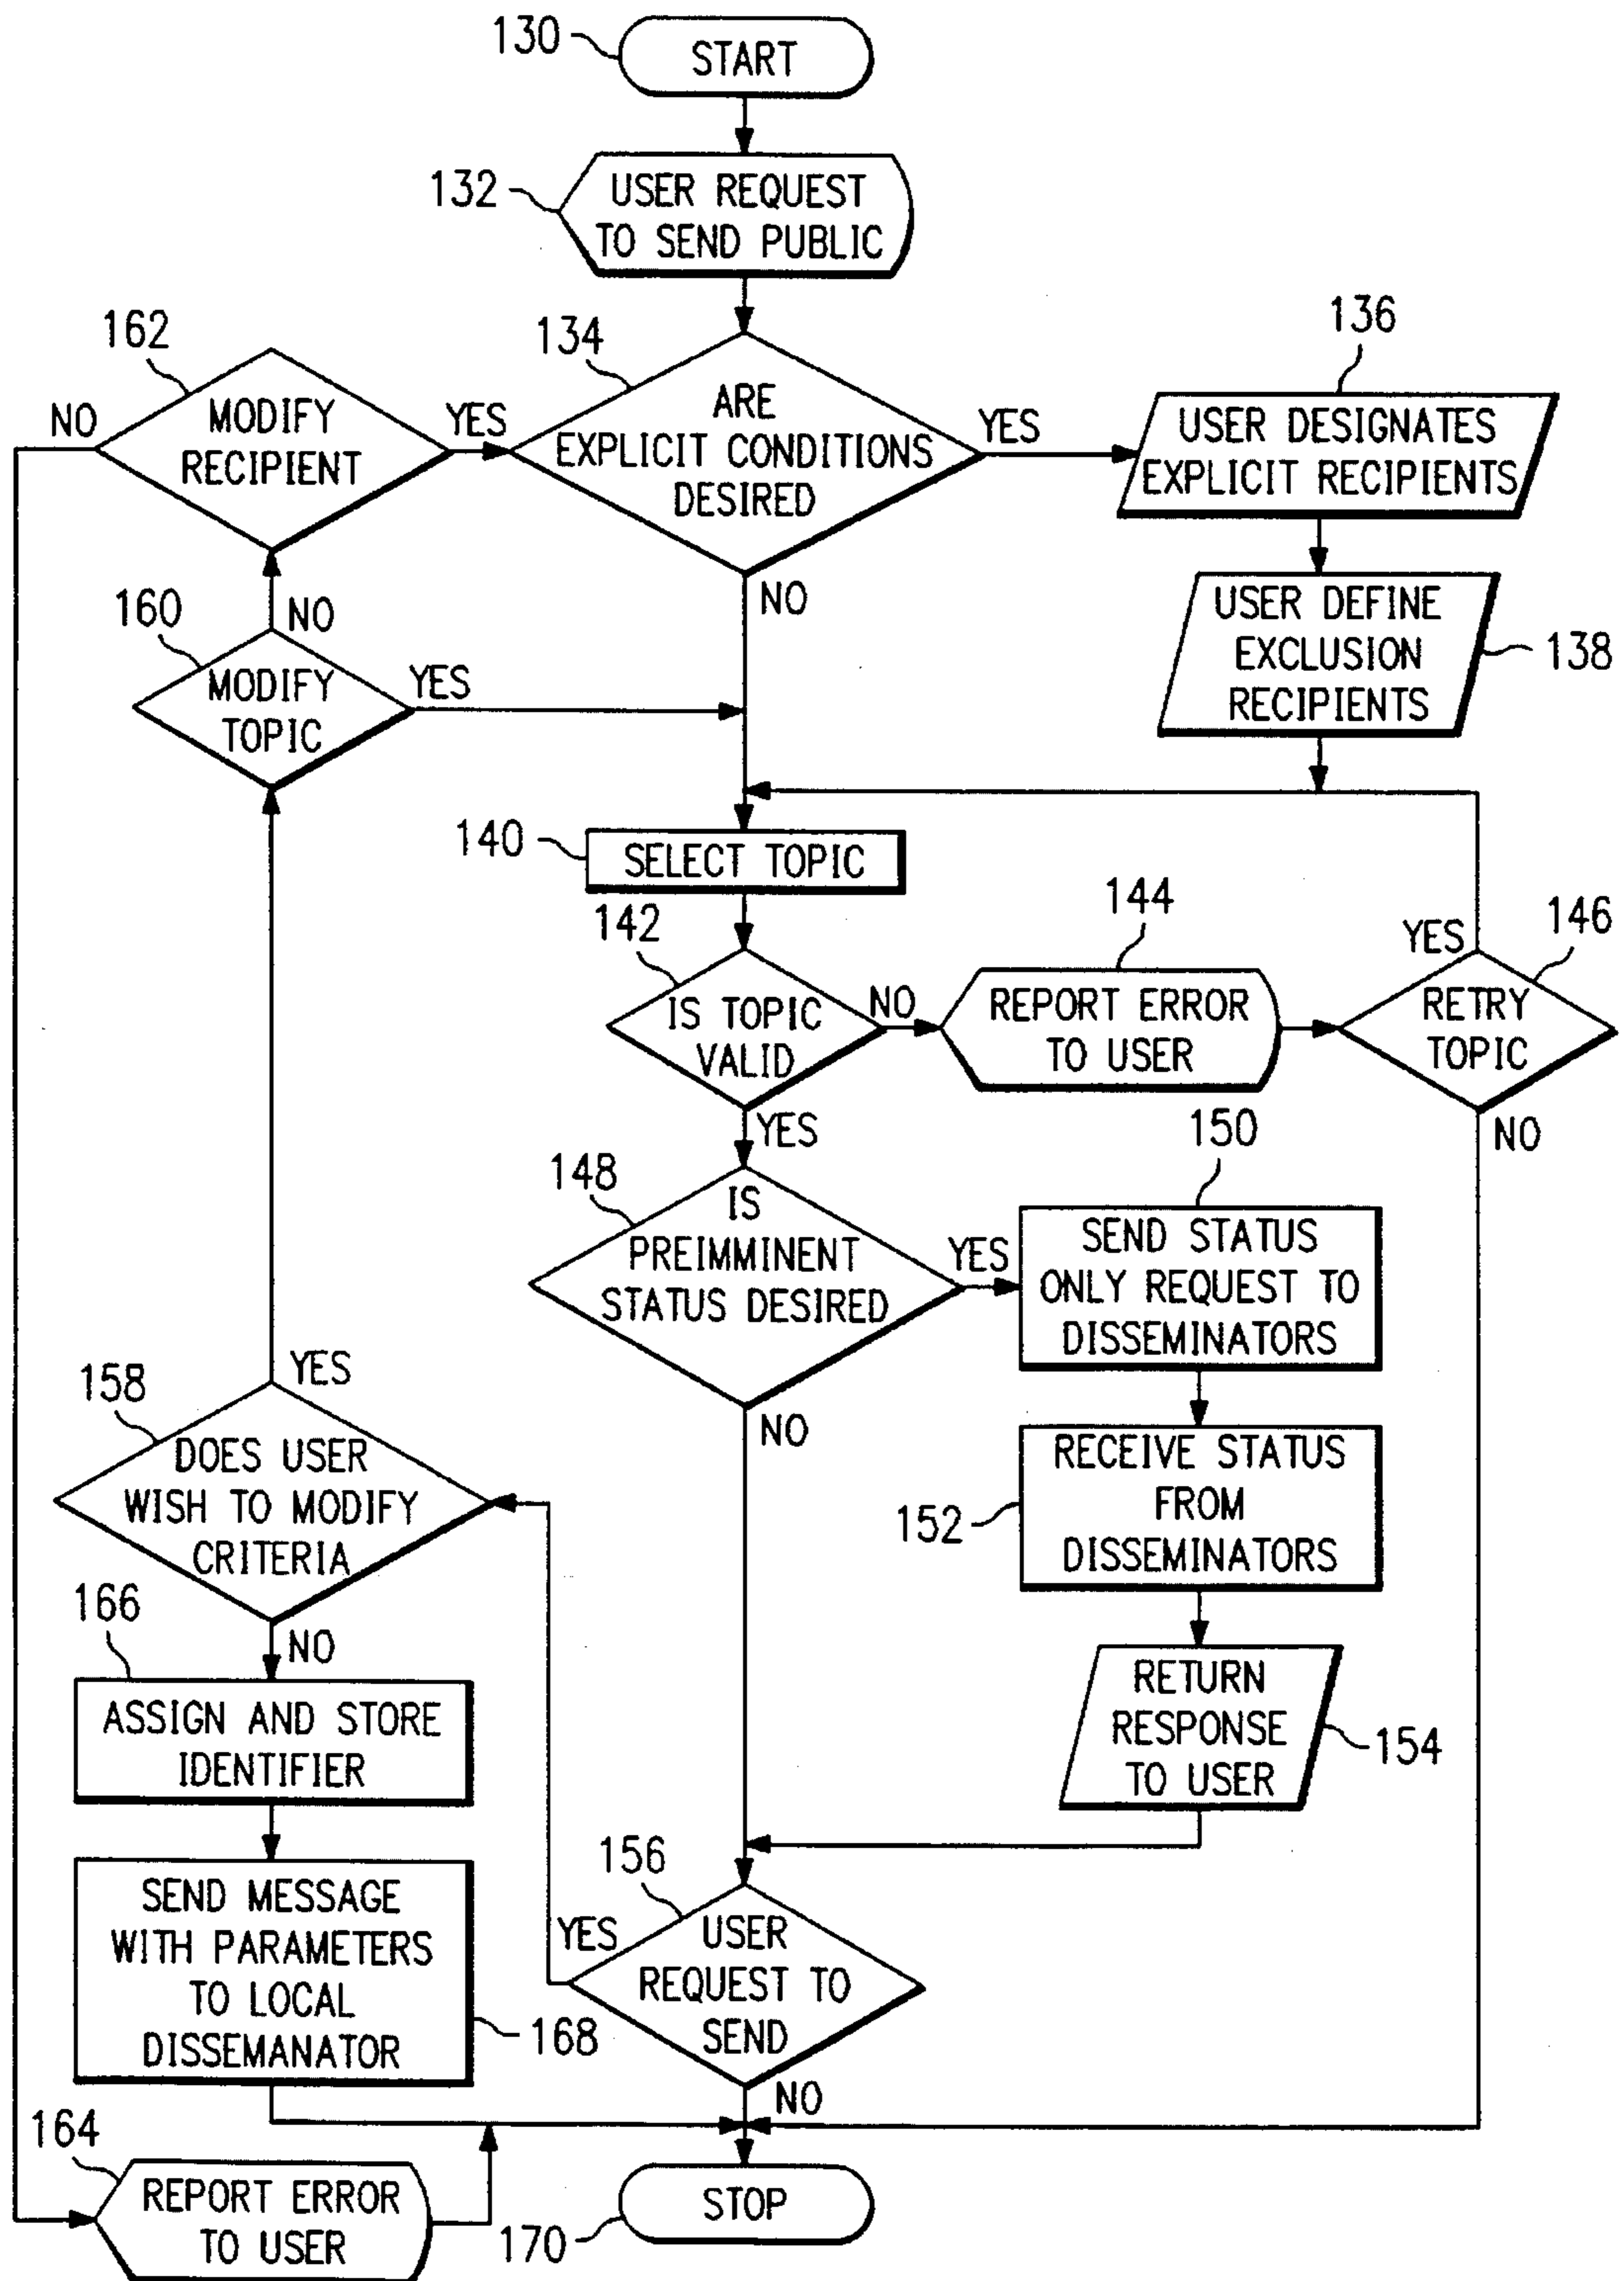 130
START
132
USER REQUEST
TO SEND PUBLIC
162
MODIFY
RECIPIENT
NO
YES
134
ARE
EXPLICIT CONDITIONS
DESIRED
YES
NO
136
USER DESIGNATES
EXPLICIT RECIPIENTS
138
USER DEFINE
EXCLUSION
RECIPIENTS
160
MODIFY
TOPIC
NO
YES
140
SELECT TOPIC
142
IS TOPIC
VALID
NO
YES
144
REPORT ERROR
TO USER
146
RETRY
TOPIC
YES
NO
148
IS
PREIMMINENT
STATUS DESIRED
YES
NO
150
SEND STATUS
ONLY REQUEST TO
DISSEMINATORS
152
RECEIVE STATUS
FROM
DISSEMINATORS
154
RETURN
RESPONSE
TO USER
158
DOES USER
WISH TO MODIFY
CRITERIA
YES
NO
166
ASSIGN AND STORE
IDENTIFIER
168
SEND MESSAGE
WITH PARAMETERS
TO LOCAL
DISSEMANATOR
156
USER
REQUEST TO
SEND
YES
NO
164
REPORT ERROR
TO USER
170
STOP